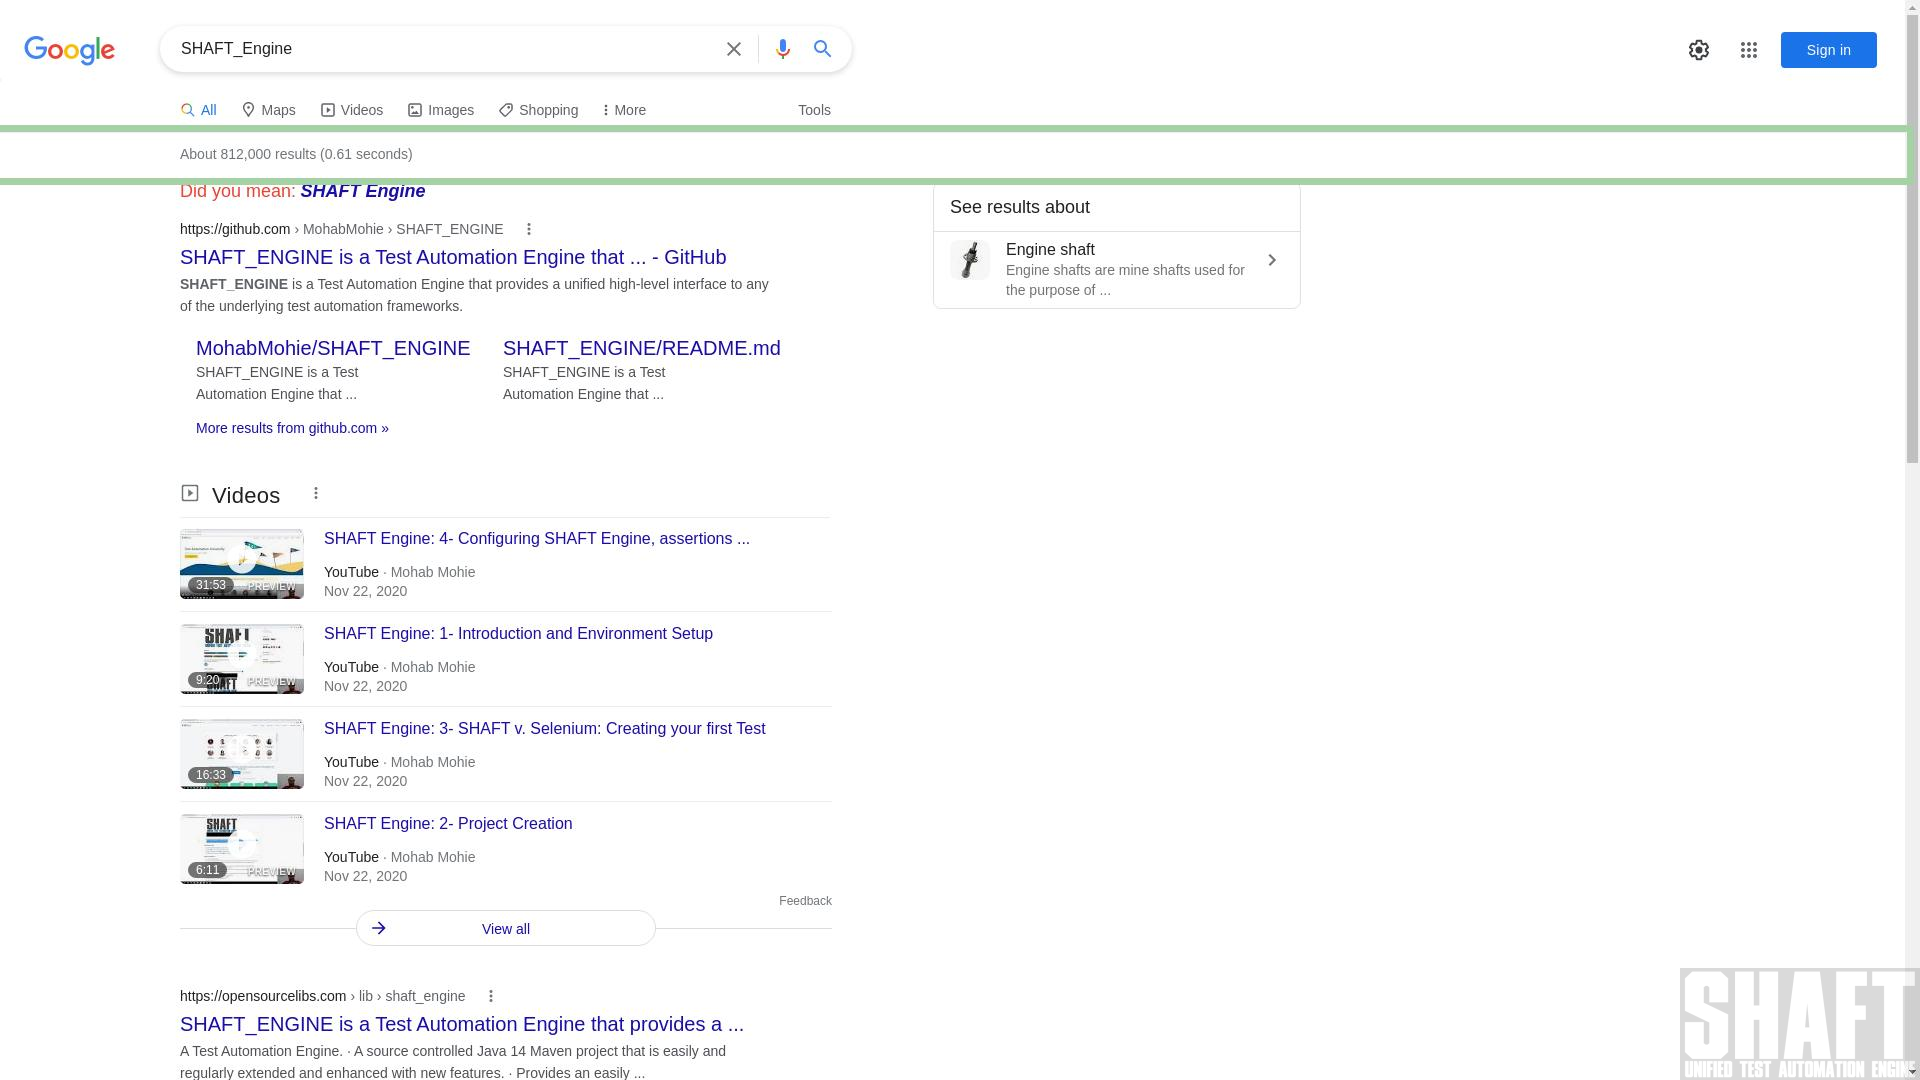 Google
SHAFT_Engine
Sign in
All Maps Videos Images Shopping More Tools
About 812,000 results (0.61 seconds)
Did you mean: SHAFT Engine
https://github.com › MohabMohie › SHAFT_ENGINE
SHAFT_ENGINE is a Test Automation Engine that ... - GitHub
SHAFT_ENGINE is a Test Automation Engine that provides a unified high-level interface to any
of the underlying test automation frameworks.
MohabMohie/SHAFT_ENGINE
SHAFT_ENGINE is a Test
Automation Engine that ...
SHAFT_ENGINE/README.md
SHAFT_ENGINE is a Test
Automation Engine that ...
More results from github.com »
See results about
Engine shaft
Engine shafts are mine shafts used for
the purpose of ...
Videos
31:53 PREVIEW
SHAFT Engine: 4- Configuring SHAFT Engine, assertions ...
YouTube · Mohab Mohie
Nov 22, 2020
SHAFT
9:20 PREVIEW
SHAFT Engine: 1- Introduction and Environment Setup
YouTube · Mohab Mohie
Nov 22, 2020
16:33
SHAFT Engine: 3- SHAFT v. Selenium: Creating your first Test
YouTube · Mohab Mohie
Nov 22, 2020
SHAFT
6:11 PREVIEW
SHAFT Engine: 2- Project Creation
YouTube · Mohab Mohie
Nov 22, 2020
Feedback
View all
https://opensourcelibs.com › lib › shaft_engine
SHAFT_ENGINE is a Test Automation Engine that provides a ...
A Test Automation Engine. · A source controlled Java 14 Maven project that is easily and
regularly extended and enhanced with new features. · Provides an easily ...
SHAFT
UNIFIED TEST AUTOMATION ENGINE